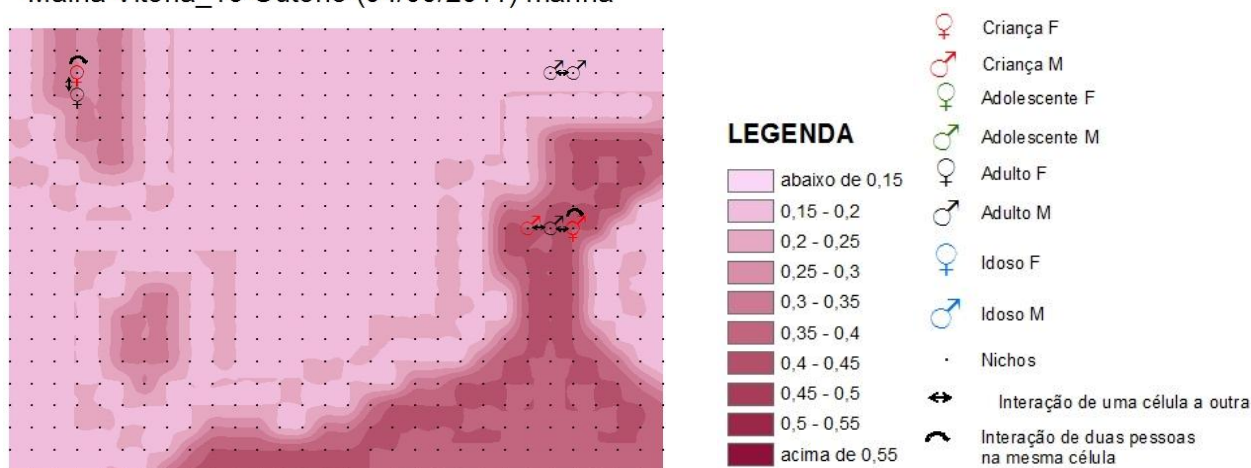 LEGENDA
abaixo de 0,15
0,15 - 0,2
0,2 - 0,25
0,25 - 0,3
0,3 - 0,35
0,35 - 0,4
0,4 - 0,45
0,45 - 0,5
0,5 - 0,55
acima de 0,55
Criança F
Criança M
Adolescente F
Adolescente M
Adulto F
Adulto M
Idoso F
Idoso M
Nichos
Interação de uma célula a outra
Interação de duas pessoas
na mesma célula